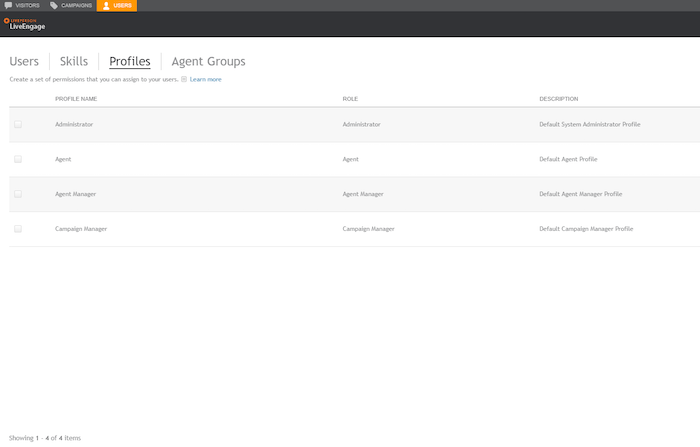 VISITORS CAMPAIGNS USERS
LIVEPERSON
LiveEngage
Users Skills Profiles Agent Groups
Create a set of permissions that you can assign to your users. Learn more
PROFILE NAME ROLE DESCRIPTION
Administrator Administrator Default System Administrator Profile
Agent Agent Default Agent Profile
Agent Manager Agent Manager Default Agent Manager Profile
Campaign Manager Campaign Manager Default Campaign Manager Profile
Showing 1 - 4 of 4 items